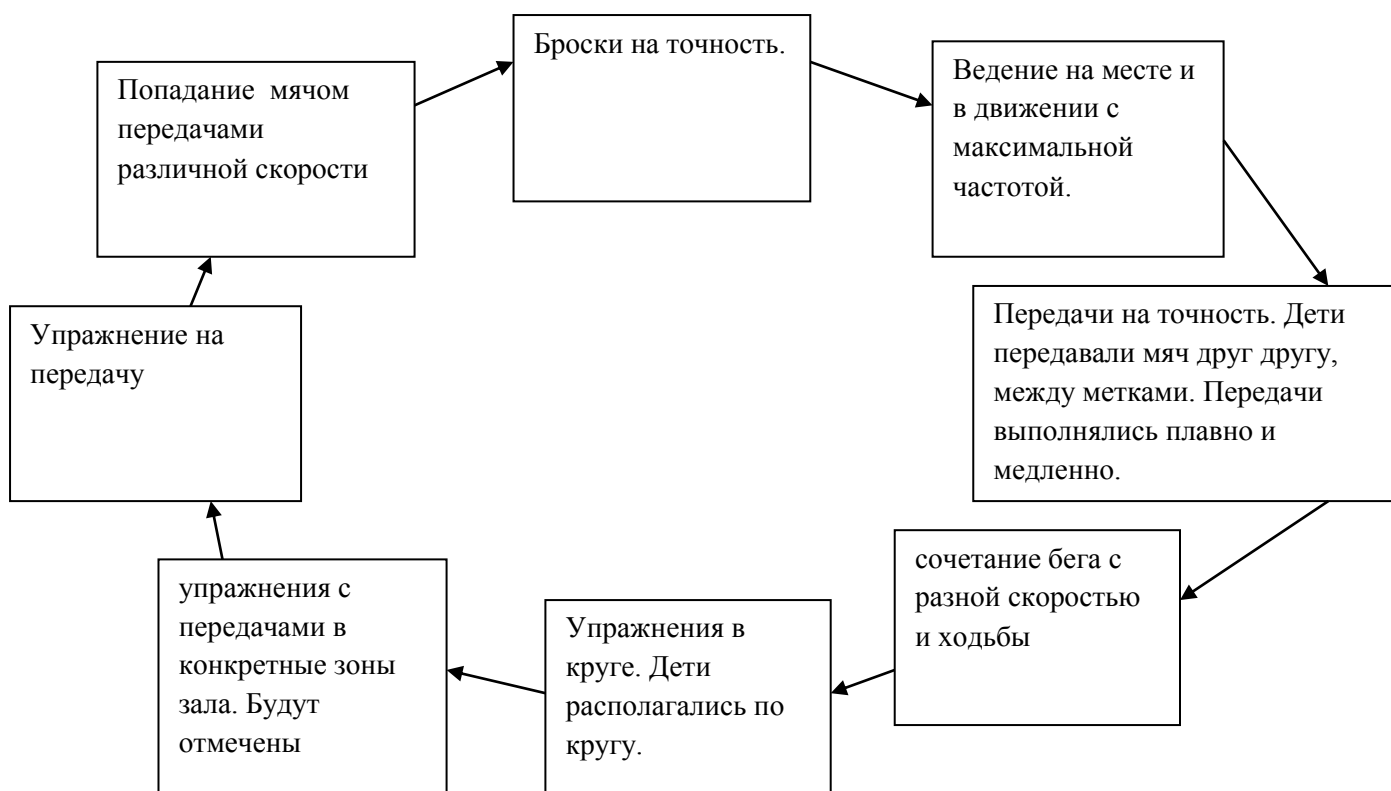 Броски на точность.
Ведение на месте и
в движении с
максимальной
частотой.
Попадание  мячом
передачами
различной скорости
Передачи на точность. Дети
передавали мяч друг другу,
между метками. Передачи
выполнялись плавно и
медленно.
Упражнение на
передачу
сочетание бега с
разной скоростью
и ходьбы
упражнения с
передачами в
конкретные зоны
зала. Будут
отмечены
Упражнения в
круге. Дети
располагались по
кругу.